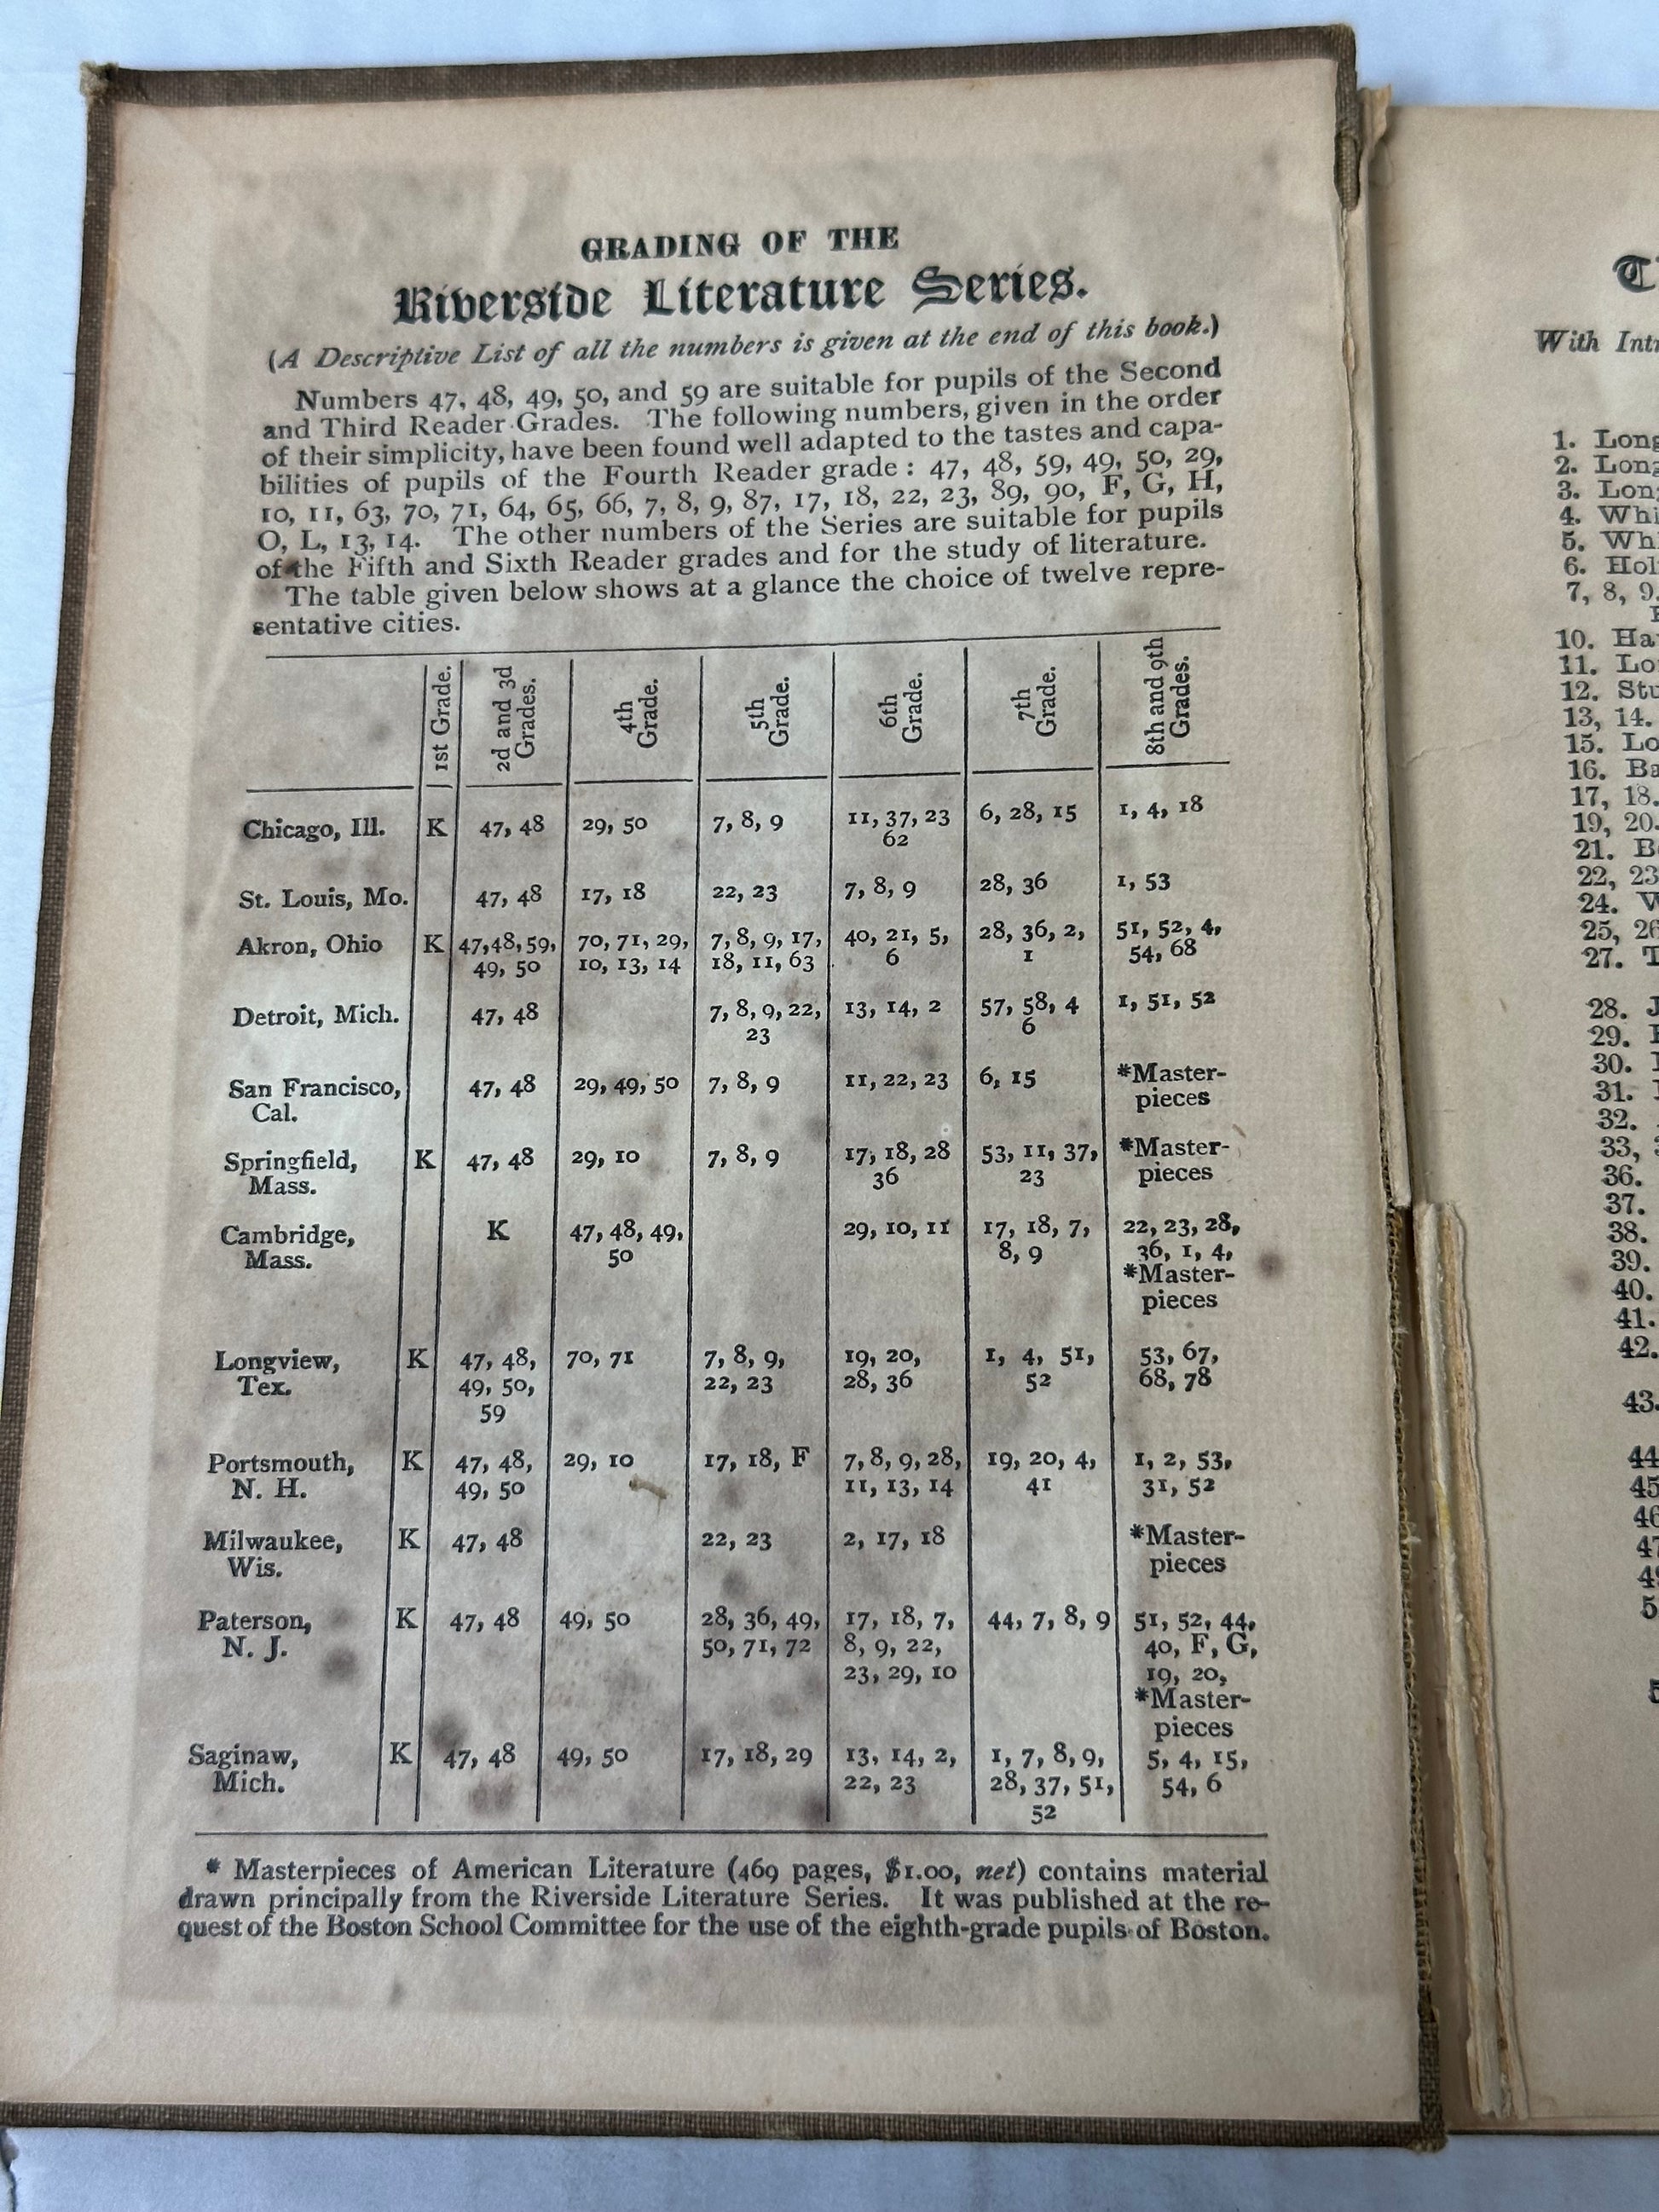 GRADING OF THE
Riverside Literature Series.
(A Descriptive List of all the numbers is given at the end of this book.)
Numbers 47, 48, 49, 50, and 59 are suitable for pupils of the Second
and Third Reader Grades. The following numbers, given in the order
of their simplicity, have been found well adapted to the tastes and capa-
bilities of pupils of the Fourth Reader grade: 47, 48, 59, 49, 50, 29,
10, 11, 63, 70, 71, 64, 65, 66, 7, 8, 9, 87, 17, 18, 22, 23, 89, 90, F, G, H,
O, L, 13, 14. The other numbers of the Series are suitable for pupils
of the Fifth and Sixth Reader grades and for the study of literature.
The table given below shows at a glance the choice of twelve repre-
sentative cities.
1st Grade. 2d and 3d Grades. 4th Grade. 5th Grade. 6th Grade. 7th Grade. 8th and 9th Grades.
Chicago, Ill. K 47, 48 29, 50 7, 8, 9 11, 37, 23 6, 28, 15 1, 4, 18
62
St. Louis, Mo. 47, 48 17, 18 22, 23 7, 8, 9 28, 36 1, 53
Akron, Ohio K 47, 48, 59, 70, 71, 29, 7, 8, 9, 17, 40, 21, 5, 28, 36, 2, 51, 52, 4,
49, 50 10, 13, 14 18, 11, 63 6 1 54, 68
Detroit, Mich. 47, 48 7, 8, 9, 22, 13, 14, 2 57, 58, 4 1, 51, 52
23 6
San Francisco, 47, 48 29, 49, 50 7, 8, 9 11, 22, 23 6, 15 *Master-
Cal. pieces
Springfield, K 47, 48 29, 10 7, 8, 9 17, 18, 28 53, 11, 37, *Master-
Mass. 36 23 pieces
Cambridge, K 47, 48, 49, 29, 10, 11 17, 18, 7, 22, 23, 28,
Mass. 50 8, 9 36, 1, 4,
*Master-
pieces
Longview, K 47, 48, 70, 71 7, 8, 9, 19, 20, 1, 4, 51, 53, 67,
Tex. 49, 50, 22, 23 28, 36 52 68, 78
59
Portsmouth, K 47, 48, 29, 10 17, 18, F 7, 8, 9, 28, 19, 20, 4, 1, 2, 53,
N. H. 49, 50 11, 13, 14 41 31, 52
Milwaukee, K 47, 48 22, 23 2, 17, 18 *Master-
Wis. pieces
Paterson, K 47, 48 49, 50 28, 36, 49, 17, 18, 7, 44, 7, 8, 9 51, 52, 44,
N. J. 50, 71, 72 8, 9, 22, 40, F, G,
23, 29, 10 19, 20,
*Master-
pieces
Saginaw, K 47, 48 49, 50 17, 18, 29 13, 14, 2, 1, 7, 8, 9, 5, 4, 15,
Mich. 22, 23 28, 37, 51, 54, 6
52
* Masterpieces of American Literature (469 pages, $1.00, net) contains material
drawn principally from the Riverside Literature Series. It was published at the re-
quest of the Boston School Committee for the use of the eighth-grade pupils of Boston.
With
1.
2.
3.
4.
5.
6.
7, 8, 9.
10.
11.
12.
13, 14.
15.
16.
17, 18.
19, 20.
21.
22, 23
24.
25, 26
27.
28.
29.
30.
31.
32.
33,
36.
37.
38.
39.
40.
41.
42.
43.
44
45
46
47